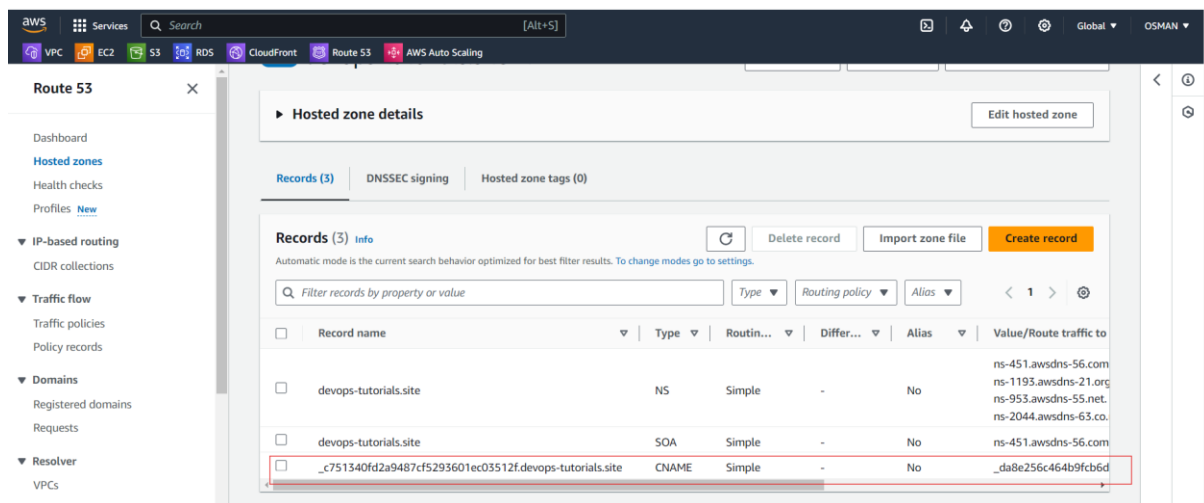 aws Services Search [Alt+S] Global OSMAN
VPC EC2 S3 RDS CloudFront Route 53 AWS Auto Scaling
Route 53
Dashboard
Hosted zones
Health checks
Profiles New
IP-based routing
CIDR collections
Traffic flow
Traffic policies
Policy records
Domains
Registered domains
Requests
Resolver
VPCs
Hosted zone details Edit hosted zone
Records (3) DNSSEC signing Hosted zone tags (0)
Records (3) Info Delete record Import zone file Create record
Automatic mode is the current search behavior optimized for best filter results. To change modes go to settings.
Filter records by property or value Type Routing policy Alias 1
Record name Type Routin... Differ... Alias Value/Route traffic to
devops-tutorials.site NS Simple - No
ns-451.awsdns-56.com
ns-1193.awsdns-21.org
ns-953.awsdns-55.net.
ns-2044.awsdns-63.co.
devops-tutorials.site SOA Simple - No ns-451.awsdns-56.com
_c751340fd2a9487cf5293601ec03512f.devops-tutorials.site CNAME Simple - No _da8e256c464b9fcb6d